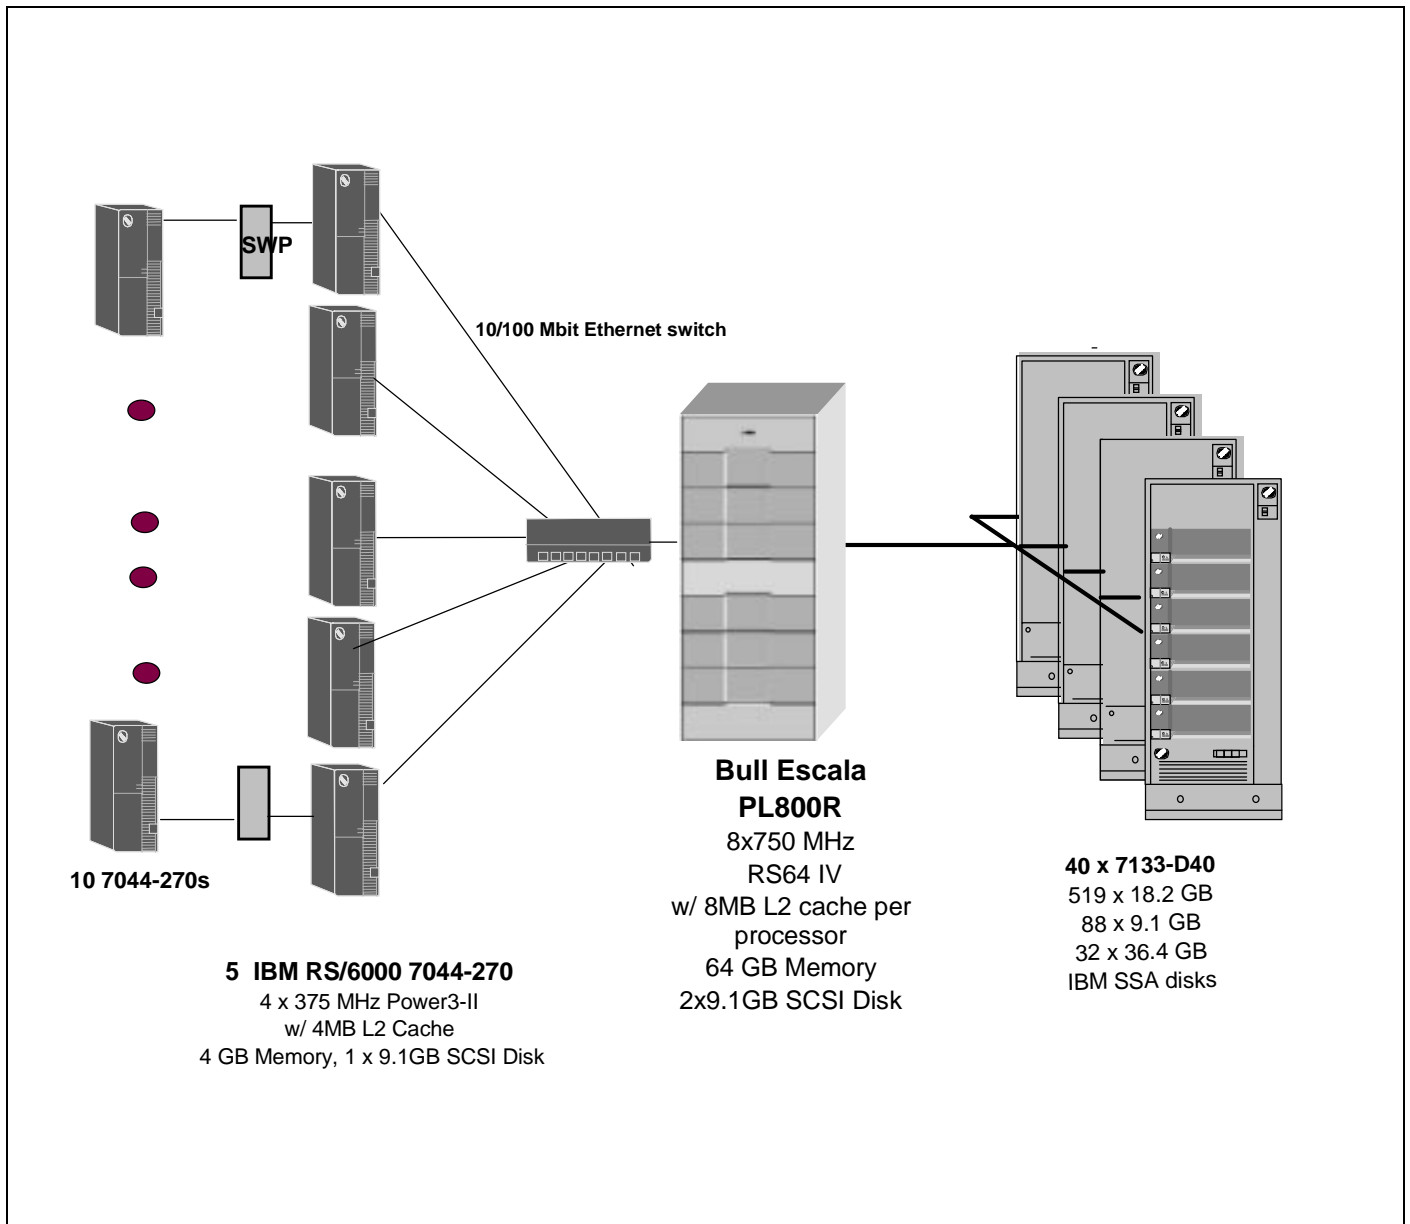 SWP
10/100 Mbit Ethernet switch
10 7044-270s
5 IBM RS/6000 7044-270
4 x 375 MHz Power3-II
w/ 4MB L2 Cache
4 GB Memory, 1 x 9.1GB SCSI Disk
Bull Escala
PL800R
8x750 MHz
RS64 IV
w/ 8MB L2 cache per
processor
64 GB Memory
2x9.1GB SCSI Disk
40 x 7133-D40
519 x 18.2 GB
88 x 9.1 GB
32 x 36.4 GB
IBM SSA disks